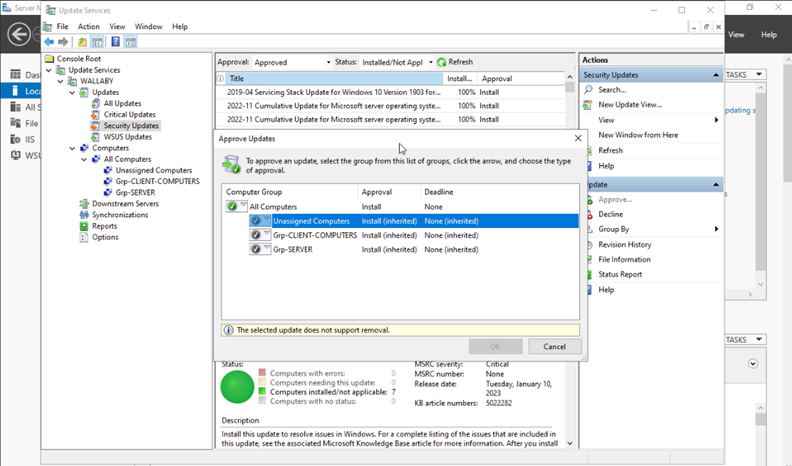 Server M
Update Services
File Action View Window Help
View Help
Console Root
Update Services
WALLABY
Updates
All Updates
Critical Updates
Security Updates
WSUS Updates
Computers
All Computers
Unassigned Computers
Grp-CLIENT-COMPUTERS
Grp-SERVER
Downstream Servers
Synchronizations
Reports
Options
Das
Loca
All S
File
IIS
WSU
Approval: Approved Status: Installed/Not Appl Refresh
Title Install... Approval
2019-04 Servicing Stack Update for Windows 10 Version 1903 for... 100% Install
2022-11 Cumulative Update for Microsoft server operating syste... 100% Install
2022-11 Cumulative Update for Microsoft server operating syste... 100% Install
Approve Updates
To approve an update, select the group from this list of groups, click the arrow, and choose the type
of approval.
Computer Group Approval Deadline
All Computers Install None
Unassigned Computers Install (inherited) None (inherited)
Grp-CLIENT-COMPUTERS Install (inherited) None (inherited)
Grp-SERVER Install (inherited) None (inherited)
The selected update does not support removal.
OK Cancel
Status:
Computers with errors: 0
Computers needing this update: 0
Computers installed/not applicable: 7
Computers with no status: 0
MSRC severity: Critical
MSRC number: None
Release date: Tuesday, January 10,
2023
KB article numbers: 5022282
Description
Install this update to resolve issues in Windows. For a complete listing of the issues that are included in
this update, see the associated Microsoft Knowledge Base article for more information. After you install
Actions
Security Updates
Search...
New Update View...
View
New Window from Here
Refresh
Help
Update
Approve...
Decline
Group By
Revision History
File Information
Status Report
Help
TASKS
updating s
TASKS